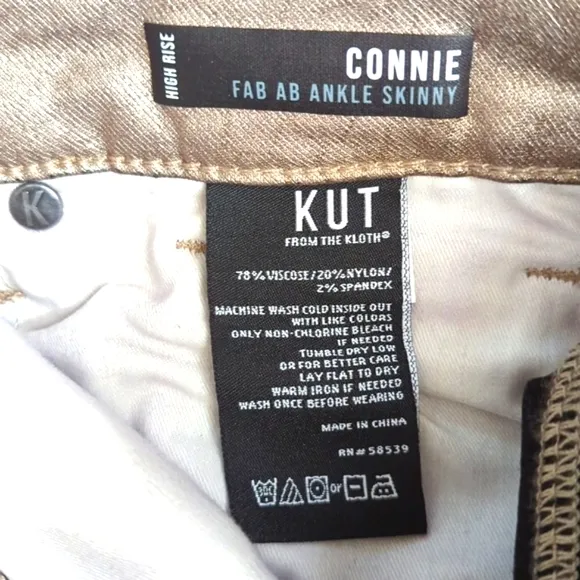 HIGH RISE
CONNIE
FAB AB ANKLE SKINNY
K
KUT
FROM THE KLOTH®
78%VISCOSE/20%NYLON/
2%SPANDEX
MACHINE WASH COLD INSIDE OUT
WITH LIKE COLORS
ONLY NON-CHLORINE BLEACH
IF NEEDED
TUMBLE DRY LOW
OR FOR BETTER CARE
LAY FLAT TO DRY
WARM IRON IF NEEDED
WASH ONCE BEFORE WEARING
MADE IN CHINA
RN# 58539
or